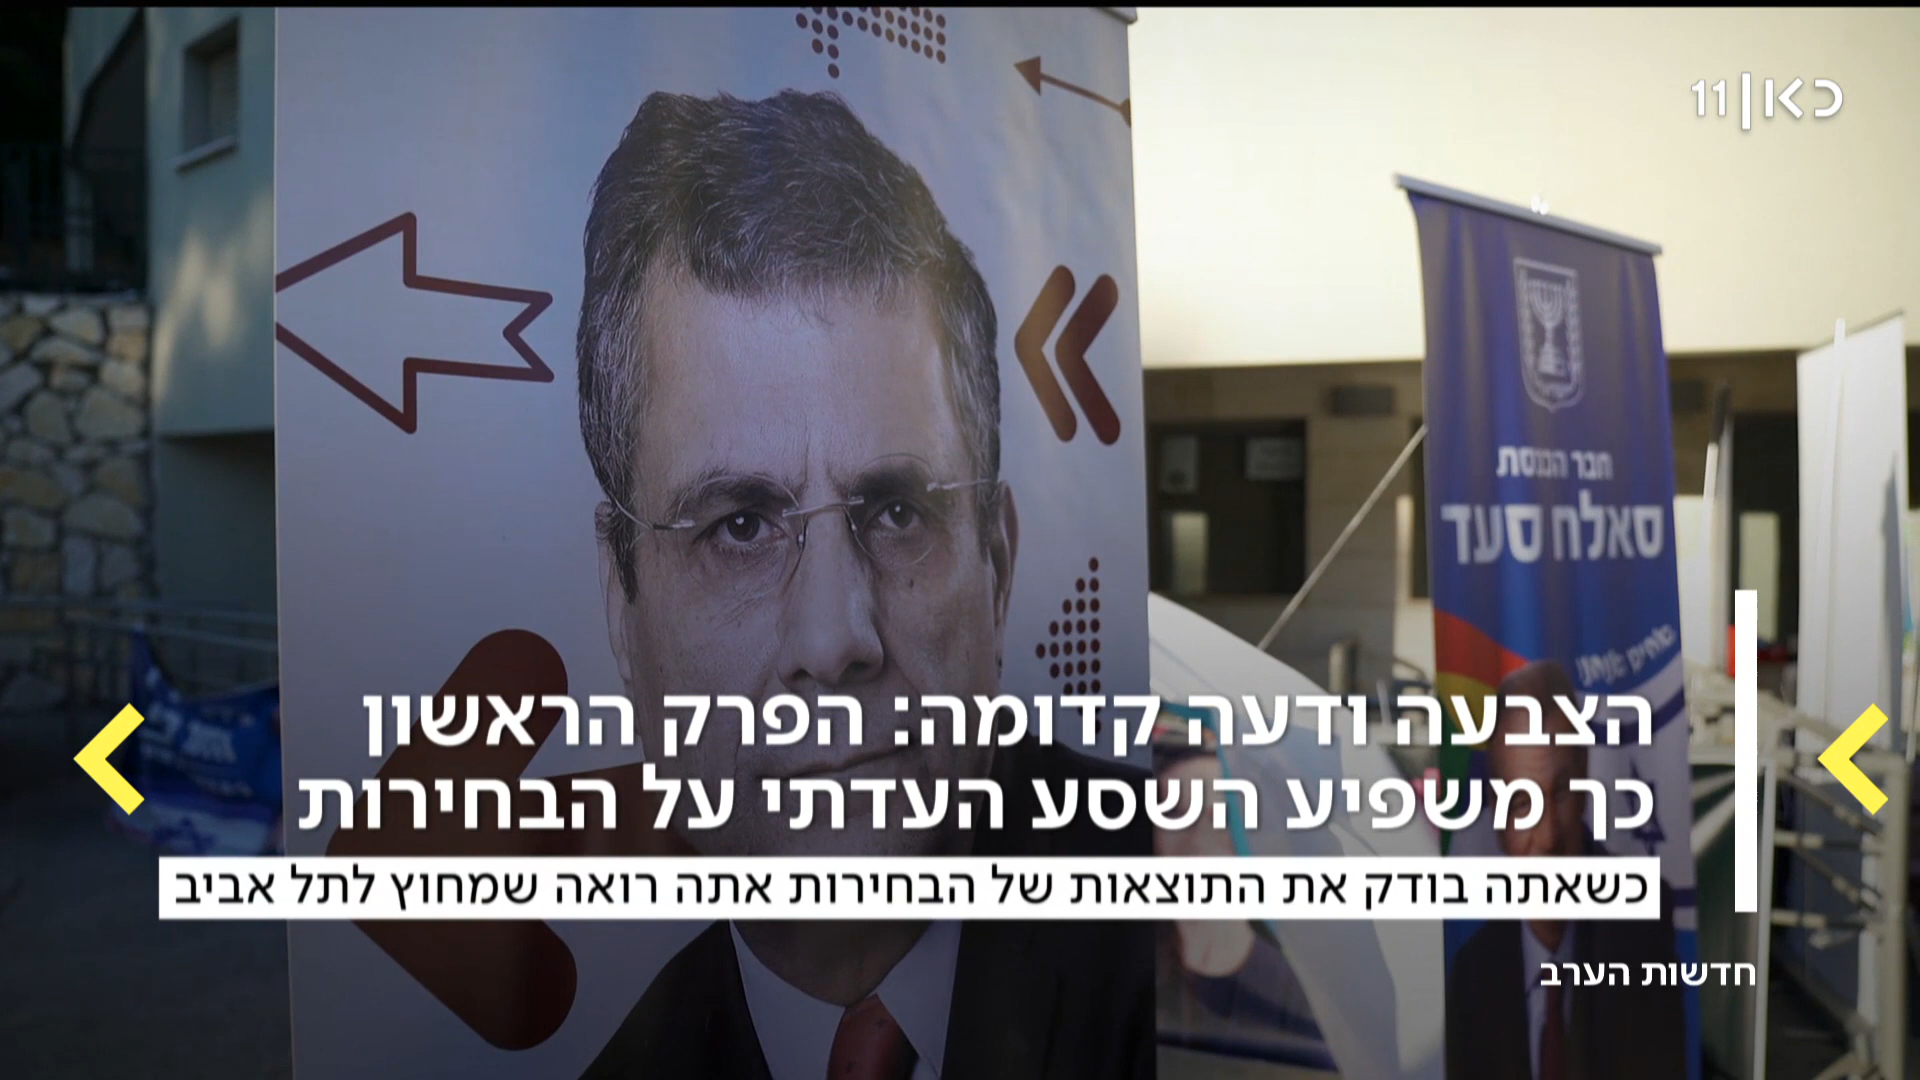 כאן 11
חבר הכנסת
סאלח סעד
הצבעה ודעה קדומה: הפרק הראשון
כך משפיע השסע העדתי על הבחירות
כשאתה בודק את התוצאות של הבחירות אתה רואה שמחוץ לתל אביב
חדשות הערב